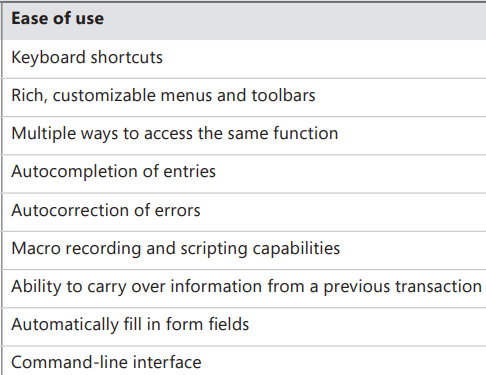 Ease of use
Keyboard shortcuts
Rich, customizable menus and toolbars
Multiple ways to access the same function
Autocompletion of entries
Autocorrection of errors
Macro recording and scripting capabilities
Ability to carry over information from a previous transaction
Automatically fill in form fields
Command-line interface